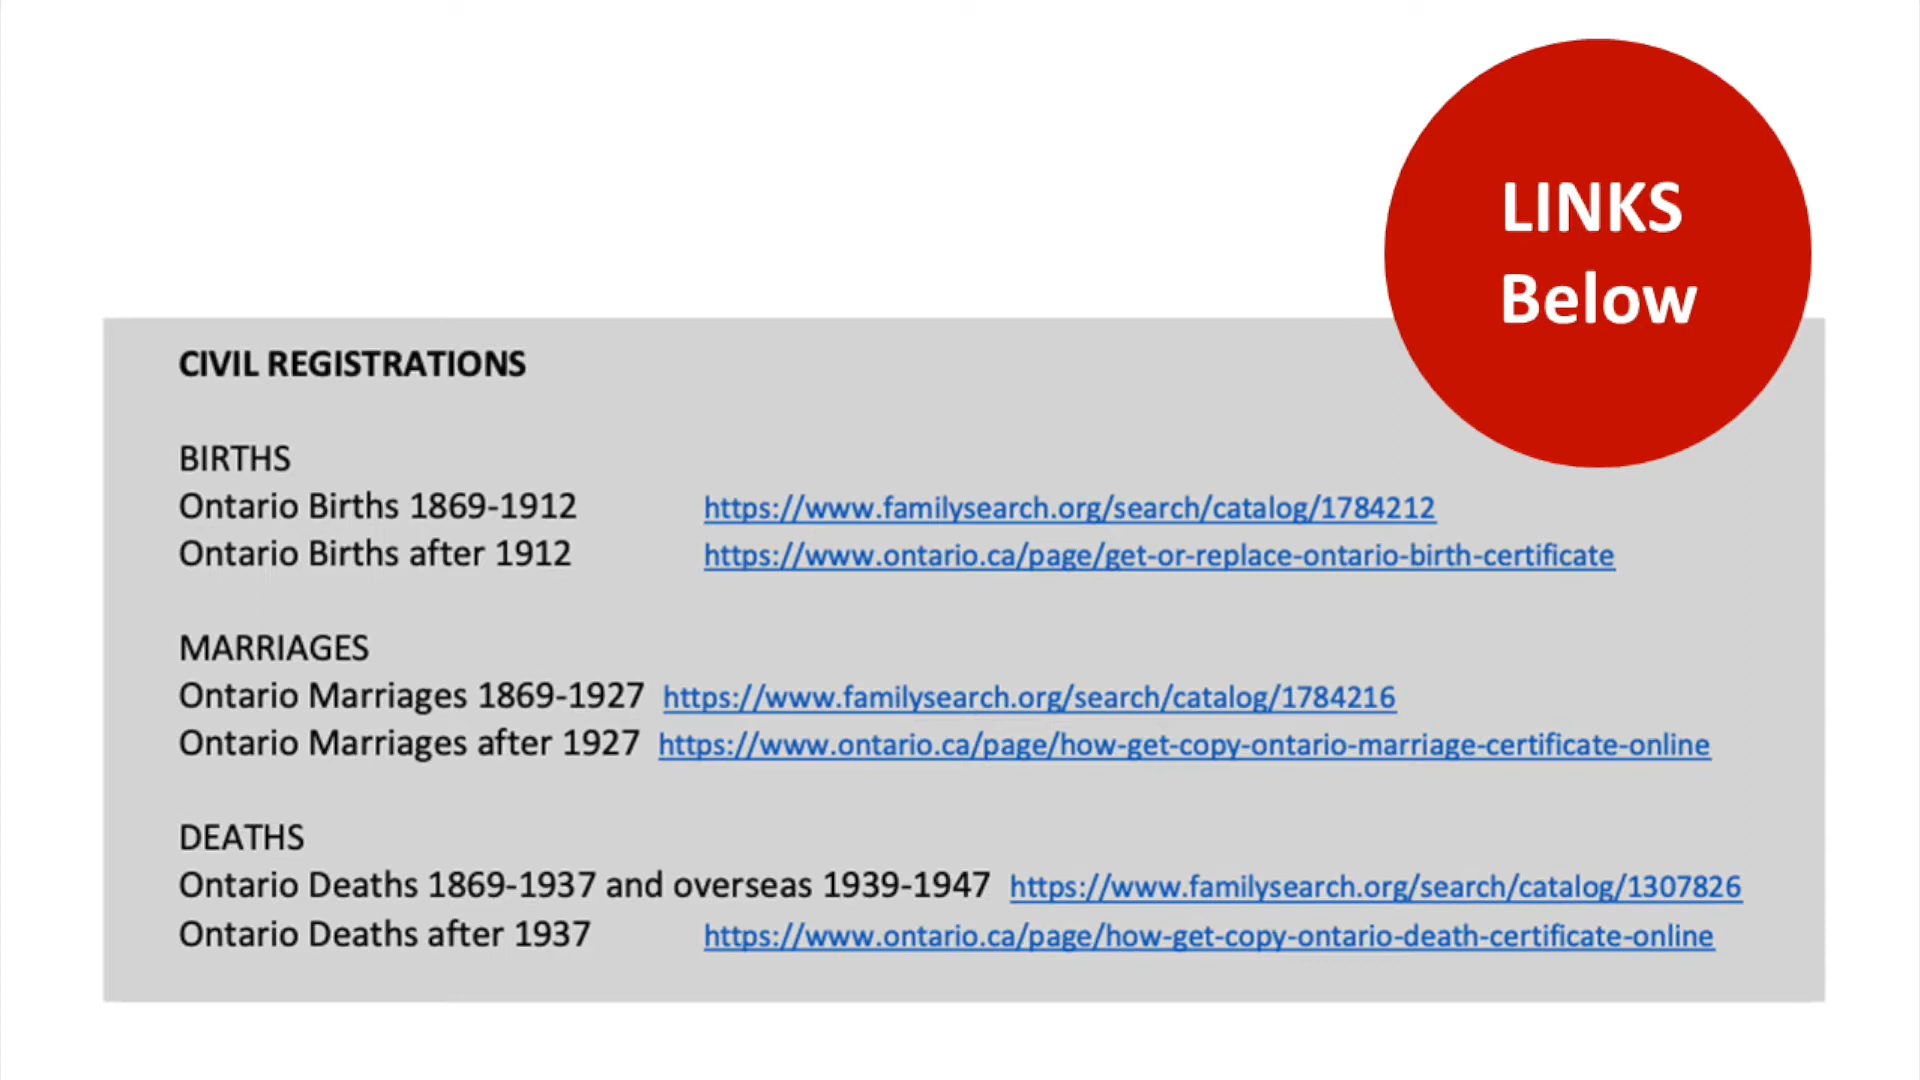 LINKS
Below
CIVIL REGISTRATIONS
BIRTHS
Ontario Births 1869-1912 https://www.familysearch.org/search/catalog/1784212
Ontario Births after 1912 https://www.ontario.ca/page/get-or-replace-ontario-birth-certificate
MARRIAGES
Ontario Marriages 1869-1927 https://www.familysearch.org/search/catalog/1784216
Ontario Marriages after 1927 https://www.ontario.ca/page/how-get-copy-ontario-marriage-certificate-online
DEATHS
Ontario Deaths 1869-1937 and overseas 1939-1947 https://www.familysearch.org/search/catalog/1307826
Ontario Deaths after 1937 https://www.ontario.ca/page/how-get-copy-ontario-death-certificate-online